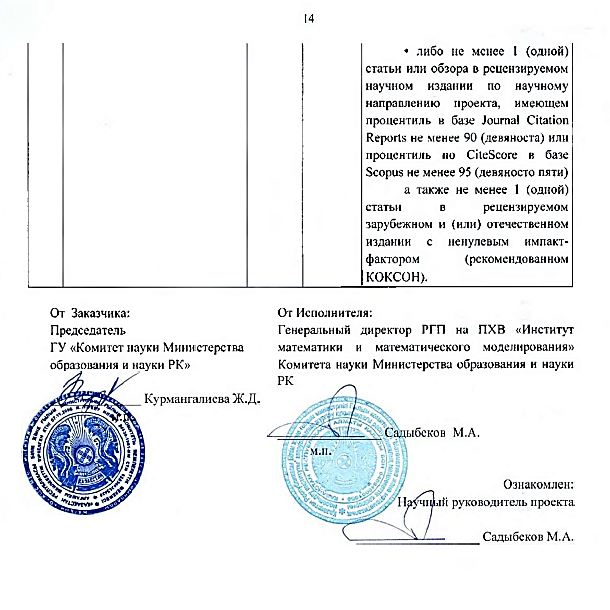 14
• либо не менее 1 (одной)
статьи или обзора в рецензируемом
научном издании по научному
направлению проекта, имеющем
процентиль в базе Journal Citation
Reports не менее 90 (девяноста) или
процентиль по CiteScore в базе
Scopus не менее 95 (девяносто пяти)
а также не менее 1 (одной)
статьи в рецензируемом
зарубежном и (или) отечественном
издании с ненулевым импакт-
фактором (рекомендованном
КОКСОН).
От Заказчика:
Председатель
ГУ «Комитет науки Министерства
образования и науки РК»
Курмангалиева Ж.Д.
От Исполнителя:
Генеральный директор РГП на ПХВ «Институт
математики и математического моделирования»
Комитета науки Министерства образования и науки
РК
Садыбеков М.А.
м.п.
Ознакомлен:
Научный руководитель проекта
Садыбеков М.А.